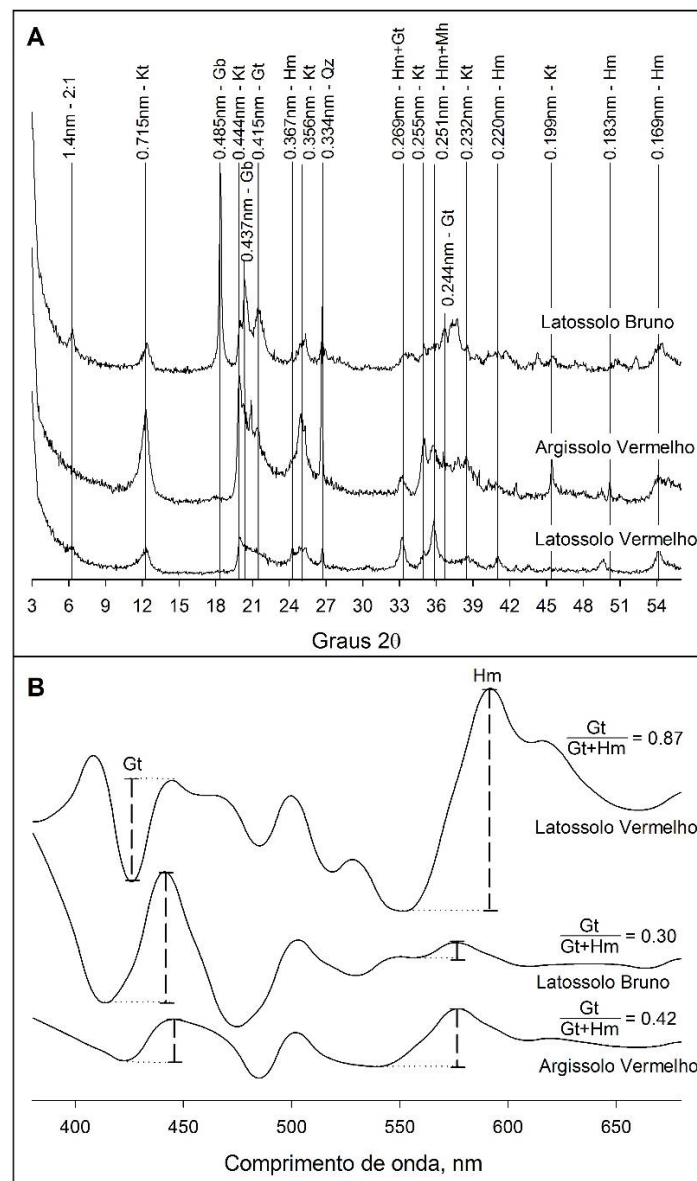 A
1.4nm - 2:1
0.715nm - Kt
0.485nm - Gb
0.444nm - Kt
0.437nm - Gb
0.415nm - Gt
0.367nm - Hm
0.356nm - Kt
0.334nm - Qz
0.269nm - Hm+Gt
0.255nm - Kt
0.251nm - Hm+Mh
0.244nm - Gt
0.232nm - Kt
0.220nm - Hm
0.199nm - Kt
0.183nm - Hm
0.169nm - Hm
Latossolo Bruno
Argissolo Vermelho
Latossolo Vermelho
3 6 9 12 15 18 21 24 27 30 33 36 39 42 45 48 51 54
Graus 2θ
B
Hm
Gt
Gt
Gt+Hm = 0.87
Latossolo Vermelho
Gt
Gt+Hm = 0.30
Latossolo Bruno
Gt
Gt+Hm = 0.42
Argissolo Vermelho
400 450 500 550 600 650
Comprimento de onda, nm